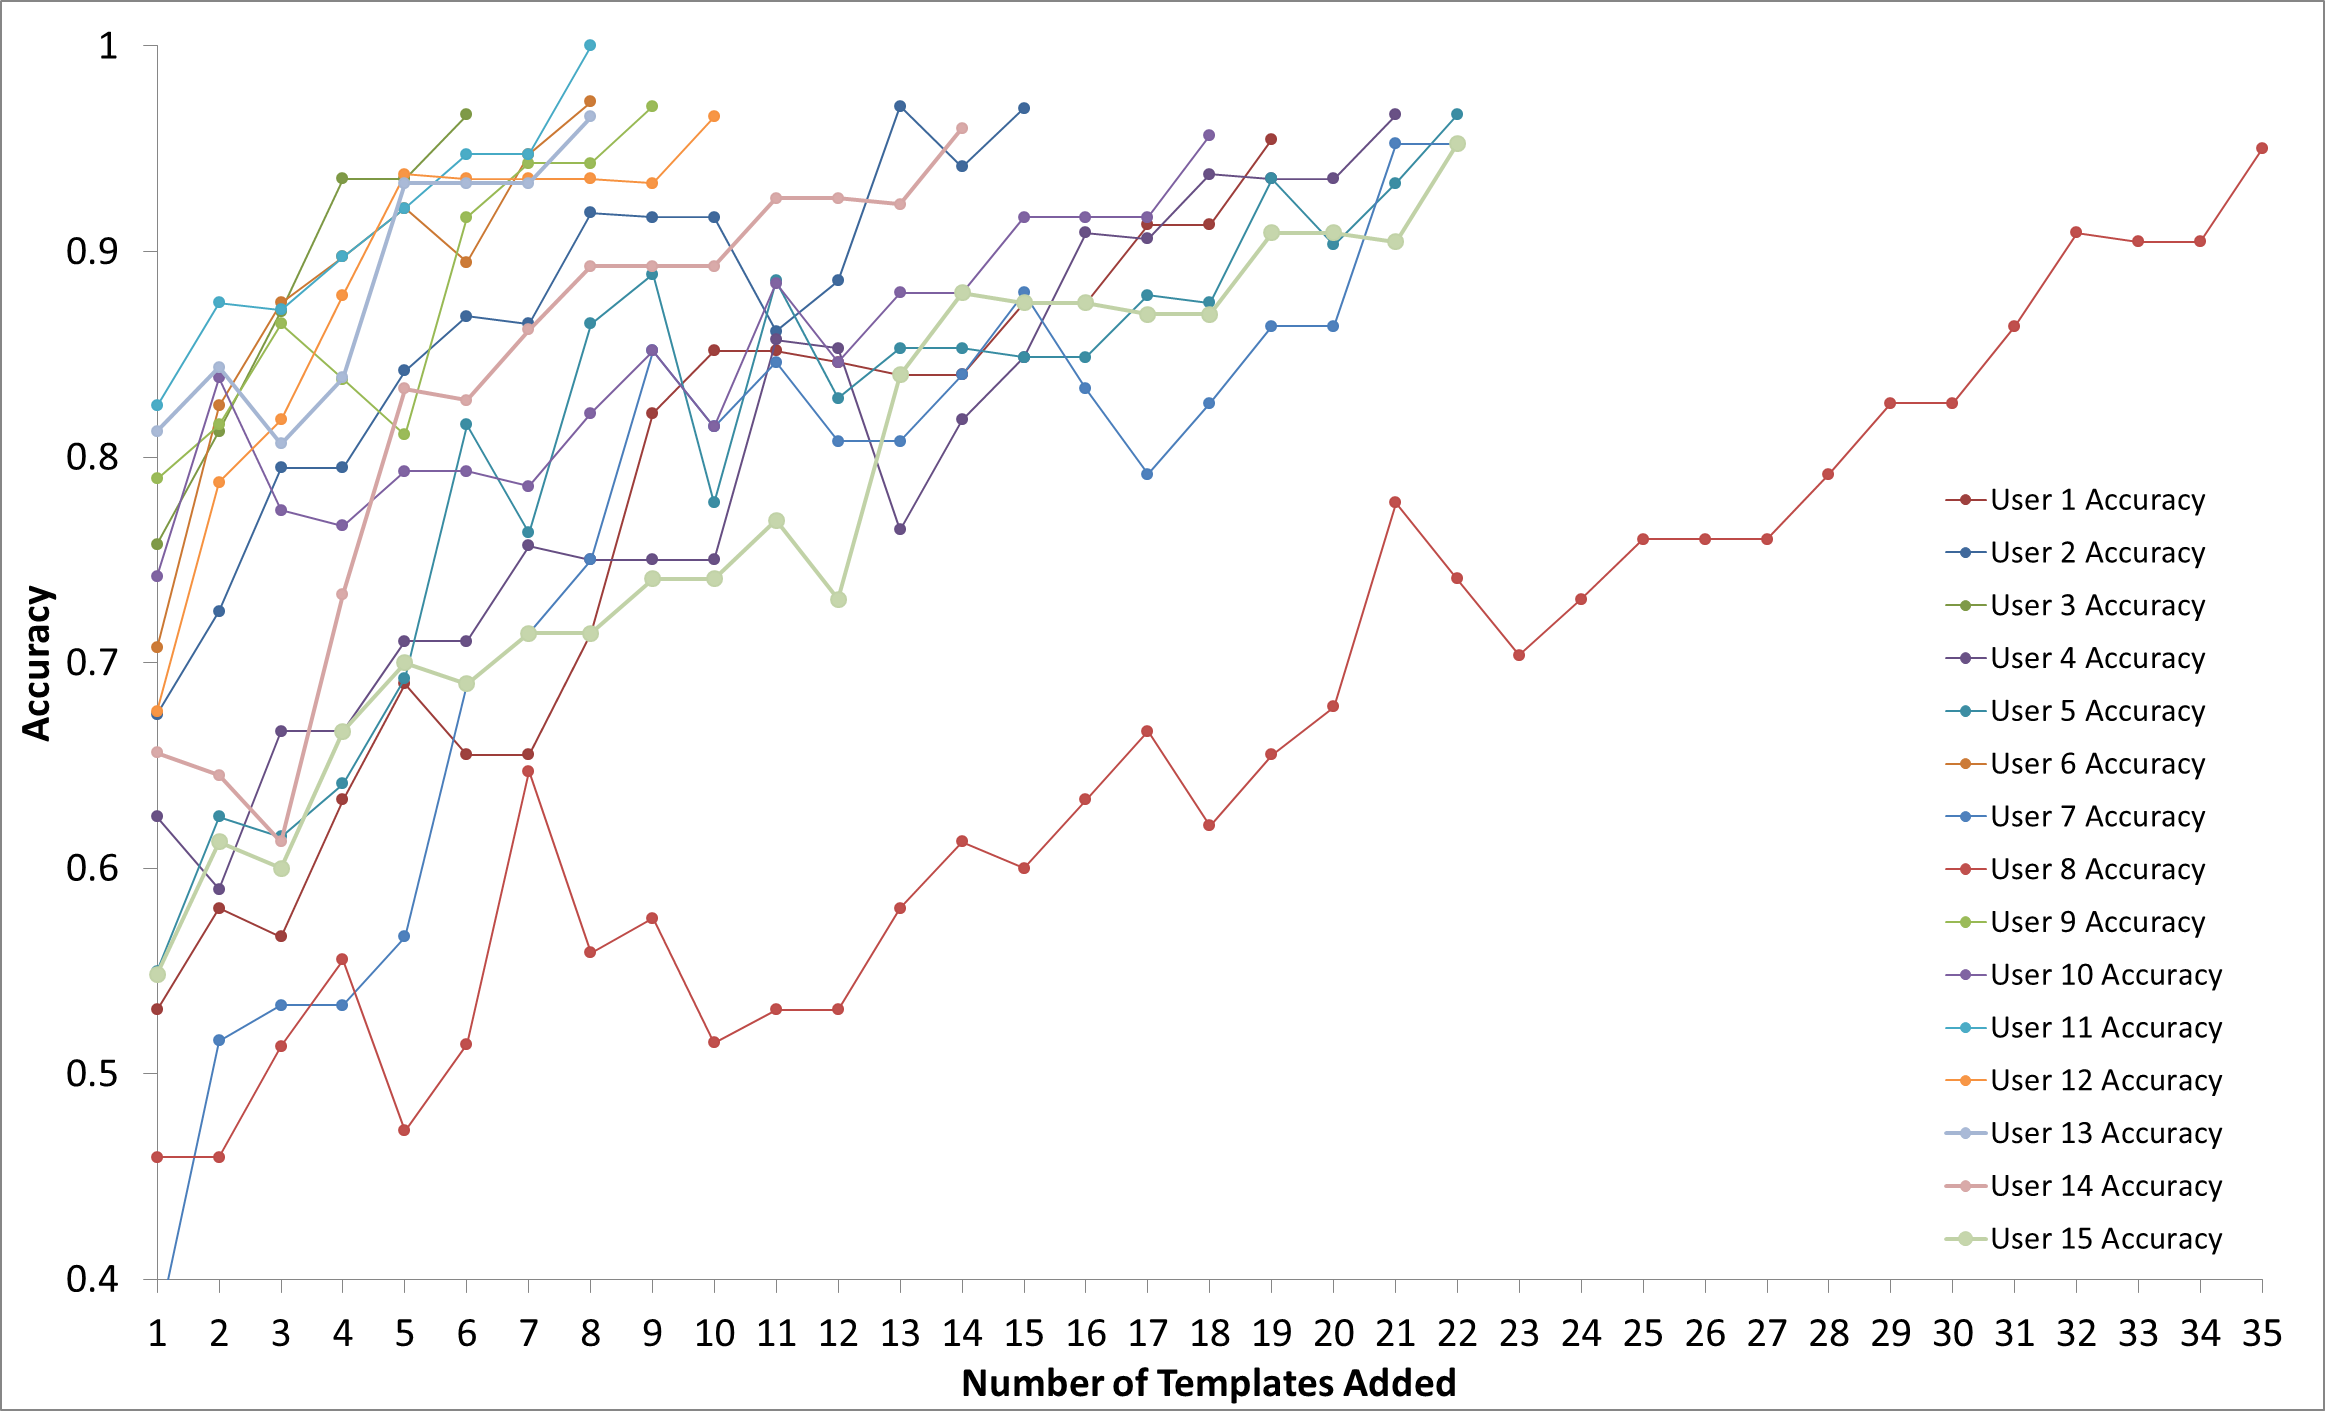 1
0.9
0.8
0.7
0.6
0.5
0.4
Accuracy
User 1 Accuracy
User 2 Accuracy
User 3 Accuracy
User 4 Accuracy
User 5 Accuracy
User 6 Accuracy
User 7 Accuracy
User 8 Accuracy
User 9 Accuracy
User 10 Accuracy
User 11 Accuracy
User 12 Accuracy
User 13 Accuracy
User 14 Accuracy
User 15 Accuracy
1 2 3 4 5 6 7 8 9 10 11 12 13 14 15 16 17 18 19 20 21 22 23 24 25 26 27 28 29 30 31 32 33 34 35
Number of Templates Added